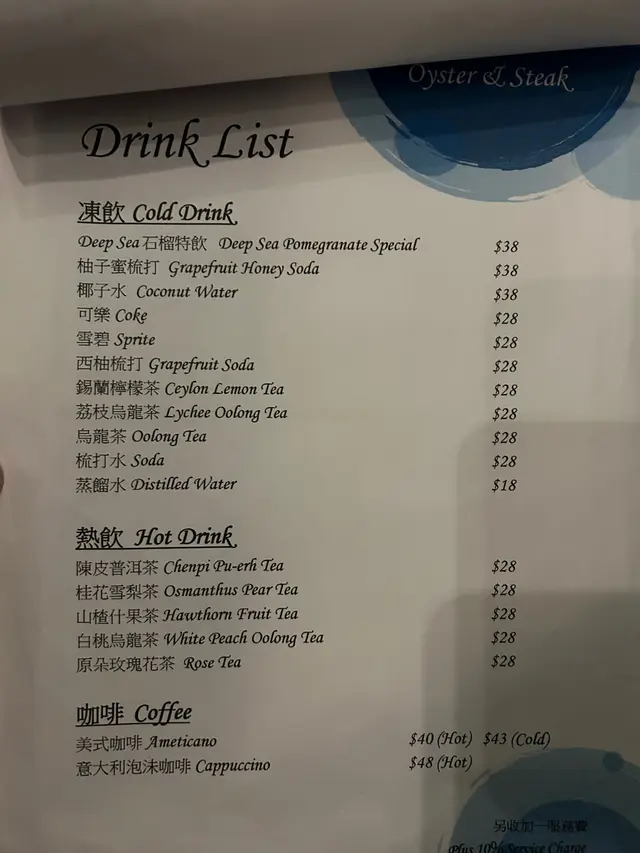 Oyster & Steak
Drink List
凍飲 Cold Drink
Deep Sea 石榴特飲 Deep Sea Pomegranate Special $38
柚子蜜梳打 Grapefruit Honey Soda $38
椰子水 Coconut Water $38
可樂 Coke $28
雪碧 Sprite $28
西柚梳打 Grapefruit Soda $28
錫蘭檸檬茶 Ceylon Lemon Tea $28
荔枝烏龍茶 Lychee Oolong Tea $28
烏龍茶 Oolong Tea $28
梳打水 Soda $28
蒸餾水 Distilled Water $18
熱飲 Hot Drink
陳皮普洱茶 Chenpi Pu-erh Tea $28
桂花雪梨茶 Osmanthus Pear Tea $28
山楂什果茶 Hawthorn Fruit Tea $28
白桃烏龍茶 White Peach Oolong Tea $28
原朵玫瑰花茶 Rose Tea $28
咖啡 Coffee
美式咖啡 Ameticano $40 (Hot) $43 (Cold)
意大利泡沫咖啡 Cappuccino $48 (Hot)
另收加一服務費
Plus 10% Service Charge